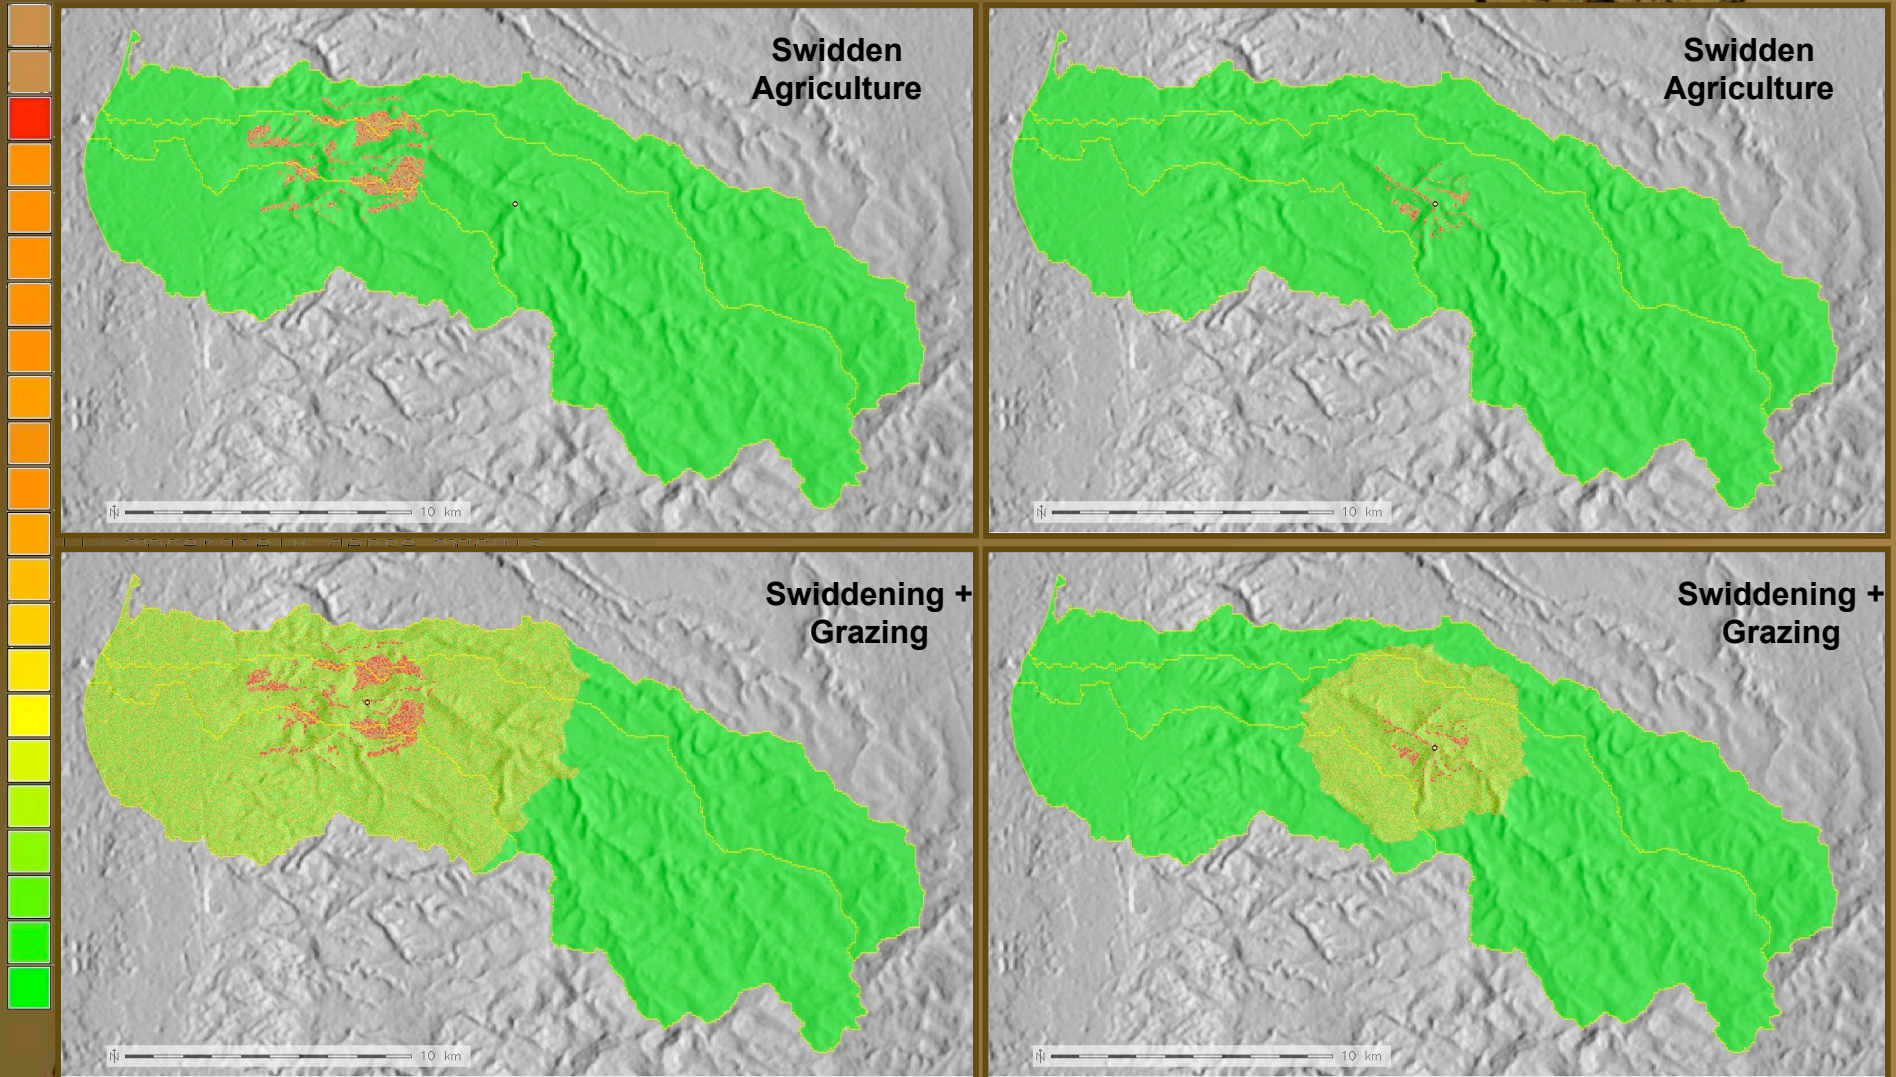 Swidden
Agriculture
Swidden
Agriculture
N 10 km
N 10 km
Swiddening +
Grazing
Swiddening +
Grazing
N 10 km
N 10 km